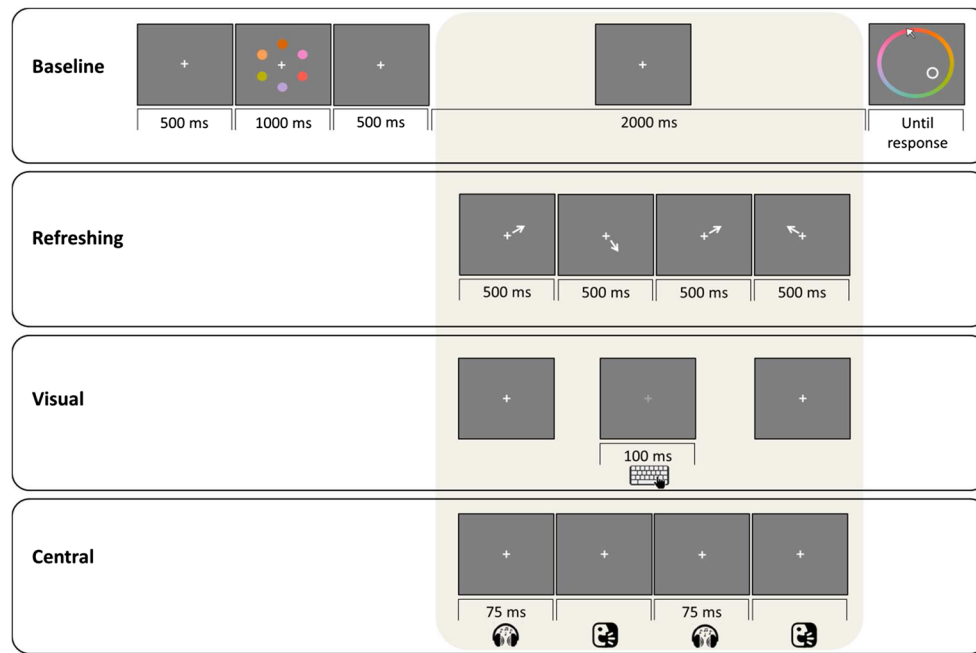 Baseline
500 ms
1000 ms
500 ms
2000 ms
Until
response
Refreshing
500 ms
500 ms
500 ms
500 ms
Visual
100 ms
Central
75 ms
75 ms